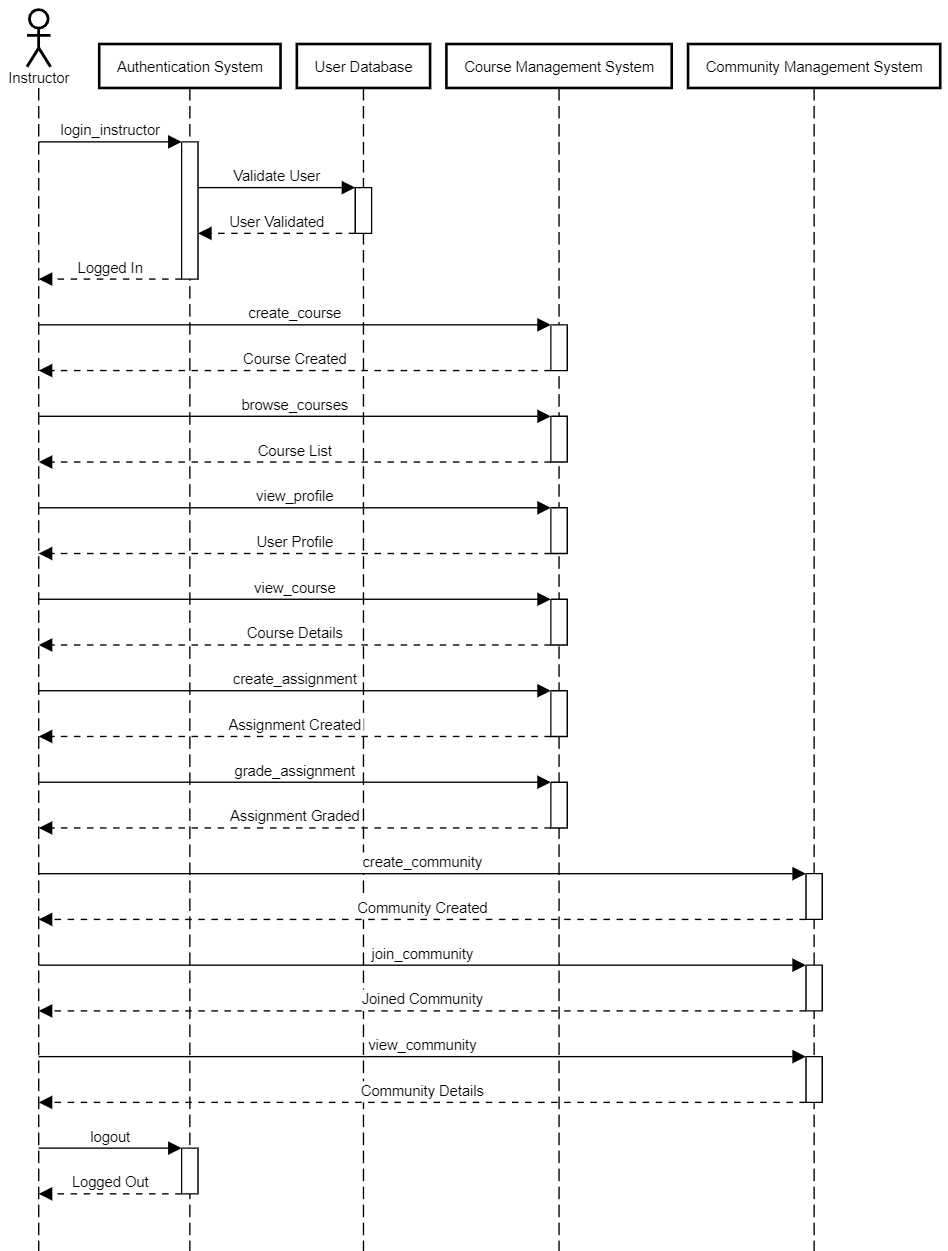 Instructor
Authentication System
User Database
Course Management System
Community Management System
login_instructor
Validate User
User Validated
Logged In
create_course
Course Created
browse_courses
Course List
view_profile
User Profile
view_course
Course Details
create_assignment
Assignment Created
grade_assignment
Assignment Graded
create_community
Community Created
join_community
Joined Community
view_community
Community Details
logout
Logged Out